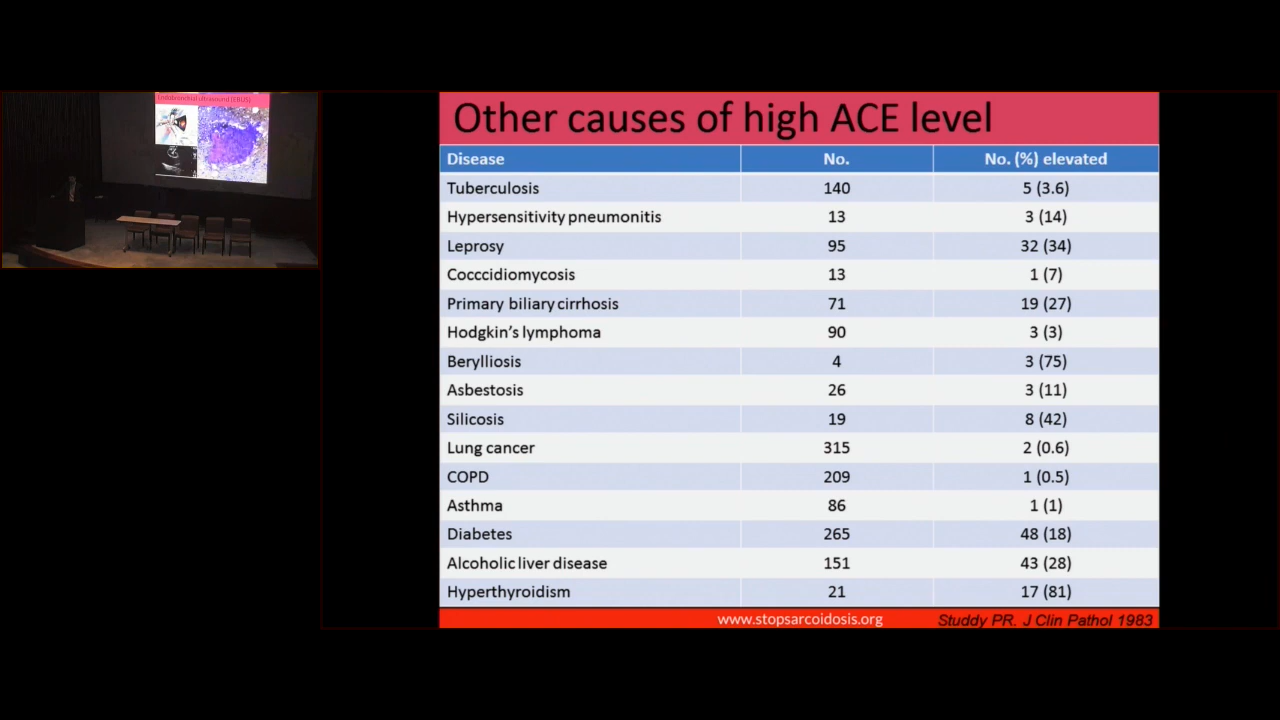 Endobronchial ultrasound (EBUS)
Other causes of high ACE level
Disease No. No. (%) elevated
Tuberculosis 140 5 (3.6)
Hypersensitivity pneumonitis 13 3 (14)
Leprosy 95 32 (34)
Cocccidiomycosis 13 1 (7)
Primary biliary cirrhosis 71 19 (27)
Hodgkin’s lymphoma 90 3 (3)
Berylliosis 4 3 (75)
Asbestosis 26 3 (11)
Silicosis 19 8 (42)
Lung cancer 315 2 (0.6)
COPD 209 1 (0.5)
Asthma 86 1 (1)
Diabetes 265 48 (18)
Alcoholic liver disease 151 43 (28)
Hyperthyroidism 21 17 (81)
www.stopsarcoidosis.org Studdy PR. J Clin Pathol 1983